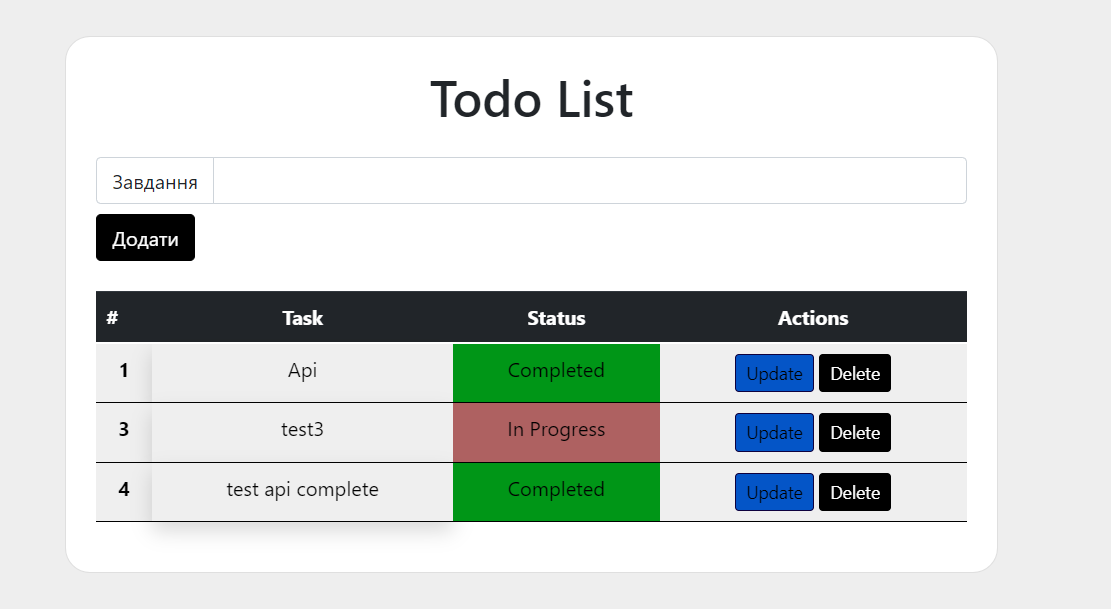 Todo List
Завдання
Додати
# Task Status Actions
1 Api Completed Update Delete
3 test3 In Progress Update Delete
4 test api complete Completed Update Delete